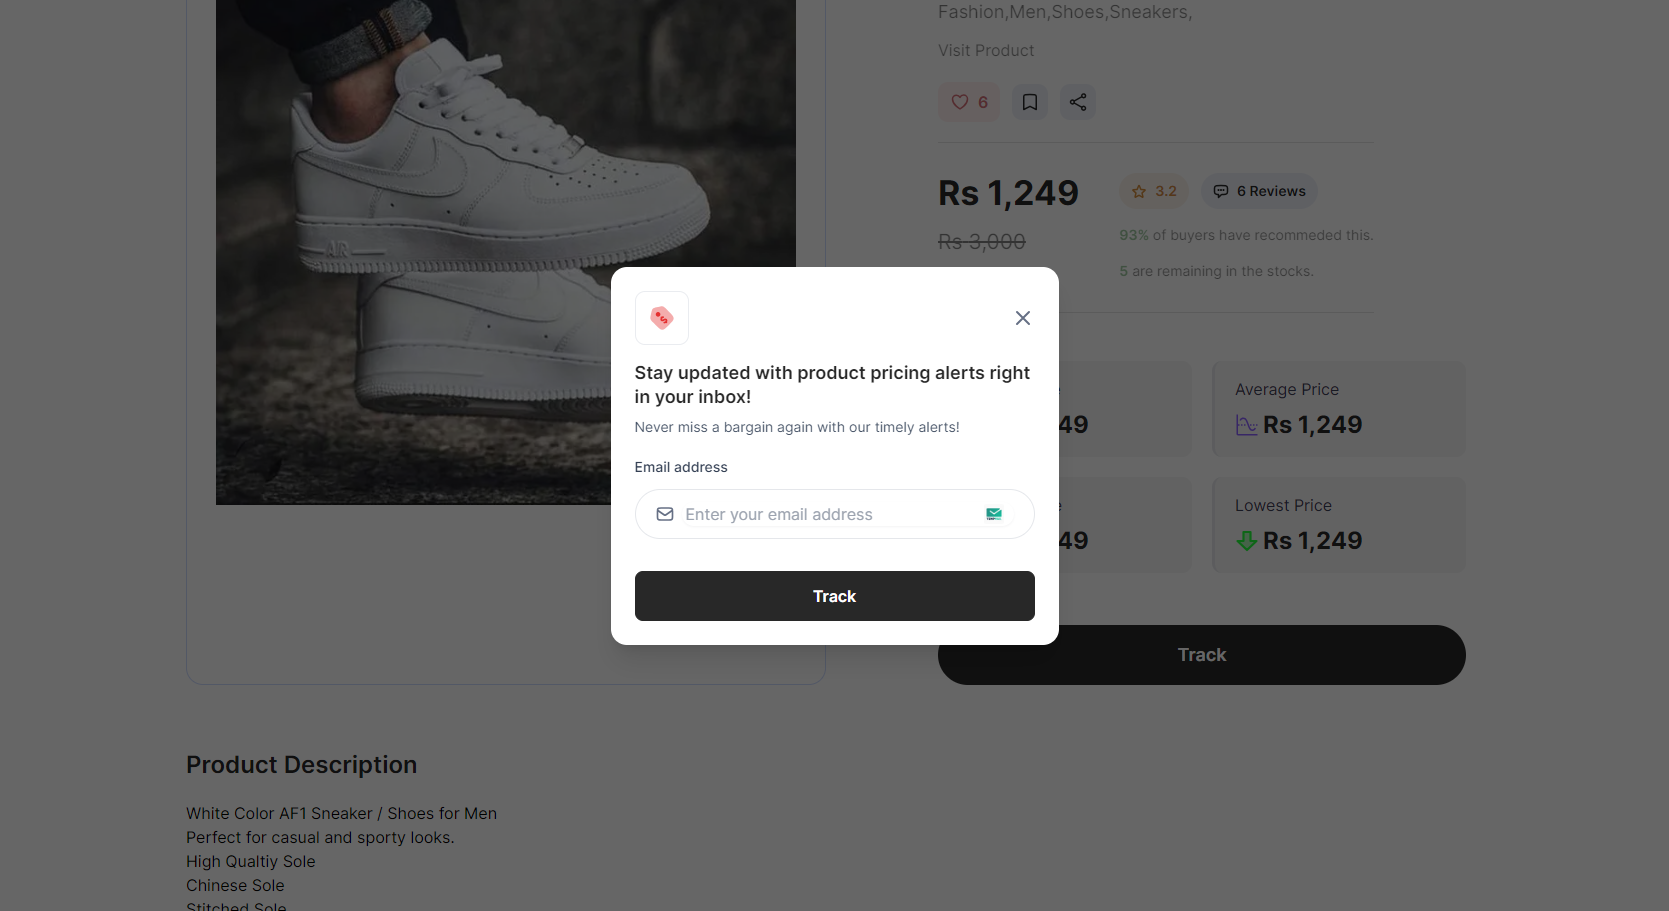 Fashion,Men,Shoes,Sneakers,
Visit Product
6
Rs 1,249
3.2
6 Reviews
Rs 3,000
93% of buyers have recommeded this.
5 are remaining in the stocks.
AIR
Stay updated with product pricing alerts right
in your inbox!
Never miss a bargain again with our timely alerts!
Email address
Enter your email address
Track
49
Average Price
Rs 1,249
49
Lowest Price
Rs 1,249
Track
Product Description
White Color AF1 Sneaker / Shoes for Men
Perfect for casual and sporty looks.
High Qualtiy Sole
Chinese Sole
Stitched Sole